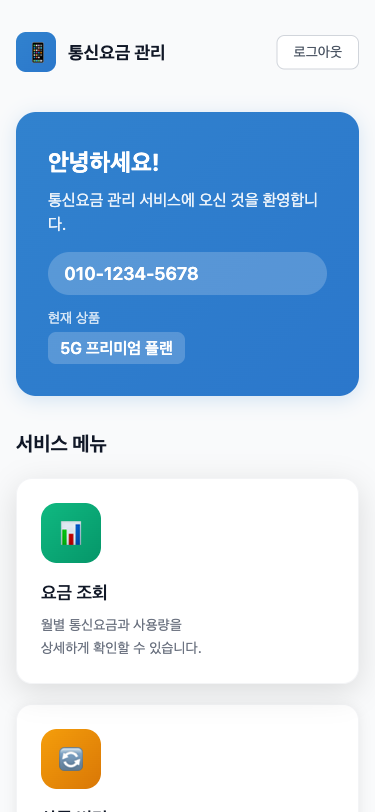 통신요금 관리
로그아웃
안녕하세요!
통신요금 관리 서비스에 오신 것을 환영합니
다.
010-1234-5678
현재 상품
5G 프리미엄 플랜
서비스 메뉴
요금 조회
월별 통신요금과 사용량을
상세하게 확인할 수 있습니다.